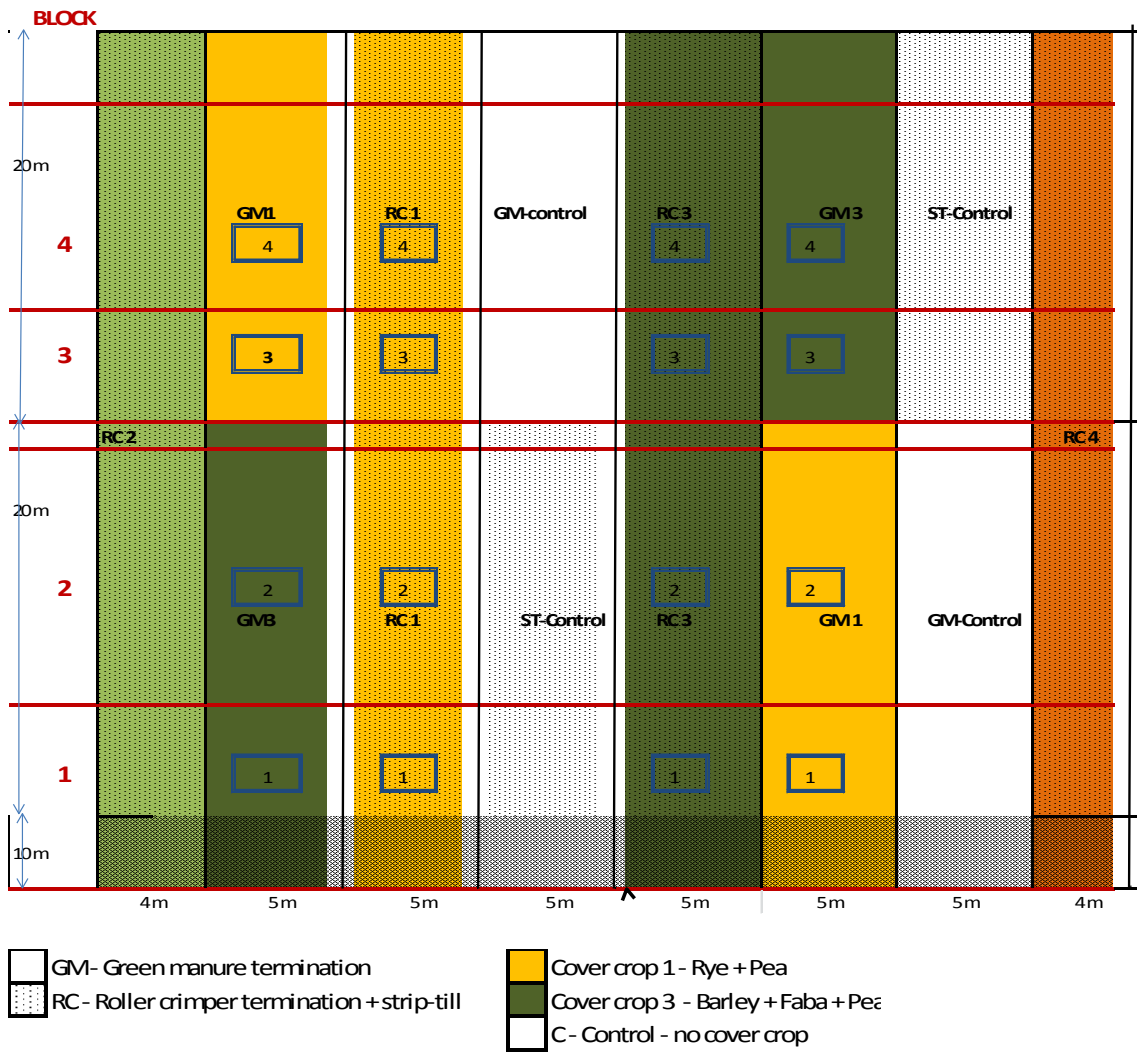 BLOCK
20m
GM1 RC1 GM-control RC3 GM3 ST-Control
4 4 4 4 4
3 3 3 3 3
RC2 RC4
20m
2 2 2 2 2
GM3 RC1 ST-Control RC3 GM1 GM-Control
1 1 1 1 1
10m
4m 5m 5m 5m 5m 5m 5m 4m
GM - Green manure termination
RC - Roller crimper termination + strip-till
Cover crop 1 - Rye + Pea
Cover crop 3 - Barley + Faba + Pea
C - Control - no cover crop